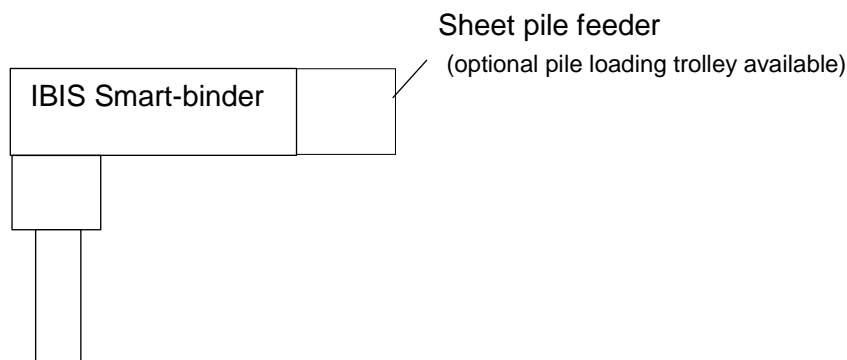 Sheet pile feeder
(optional pile loading trolley available)
IBIS Smart-binder